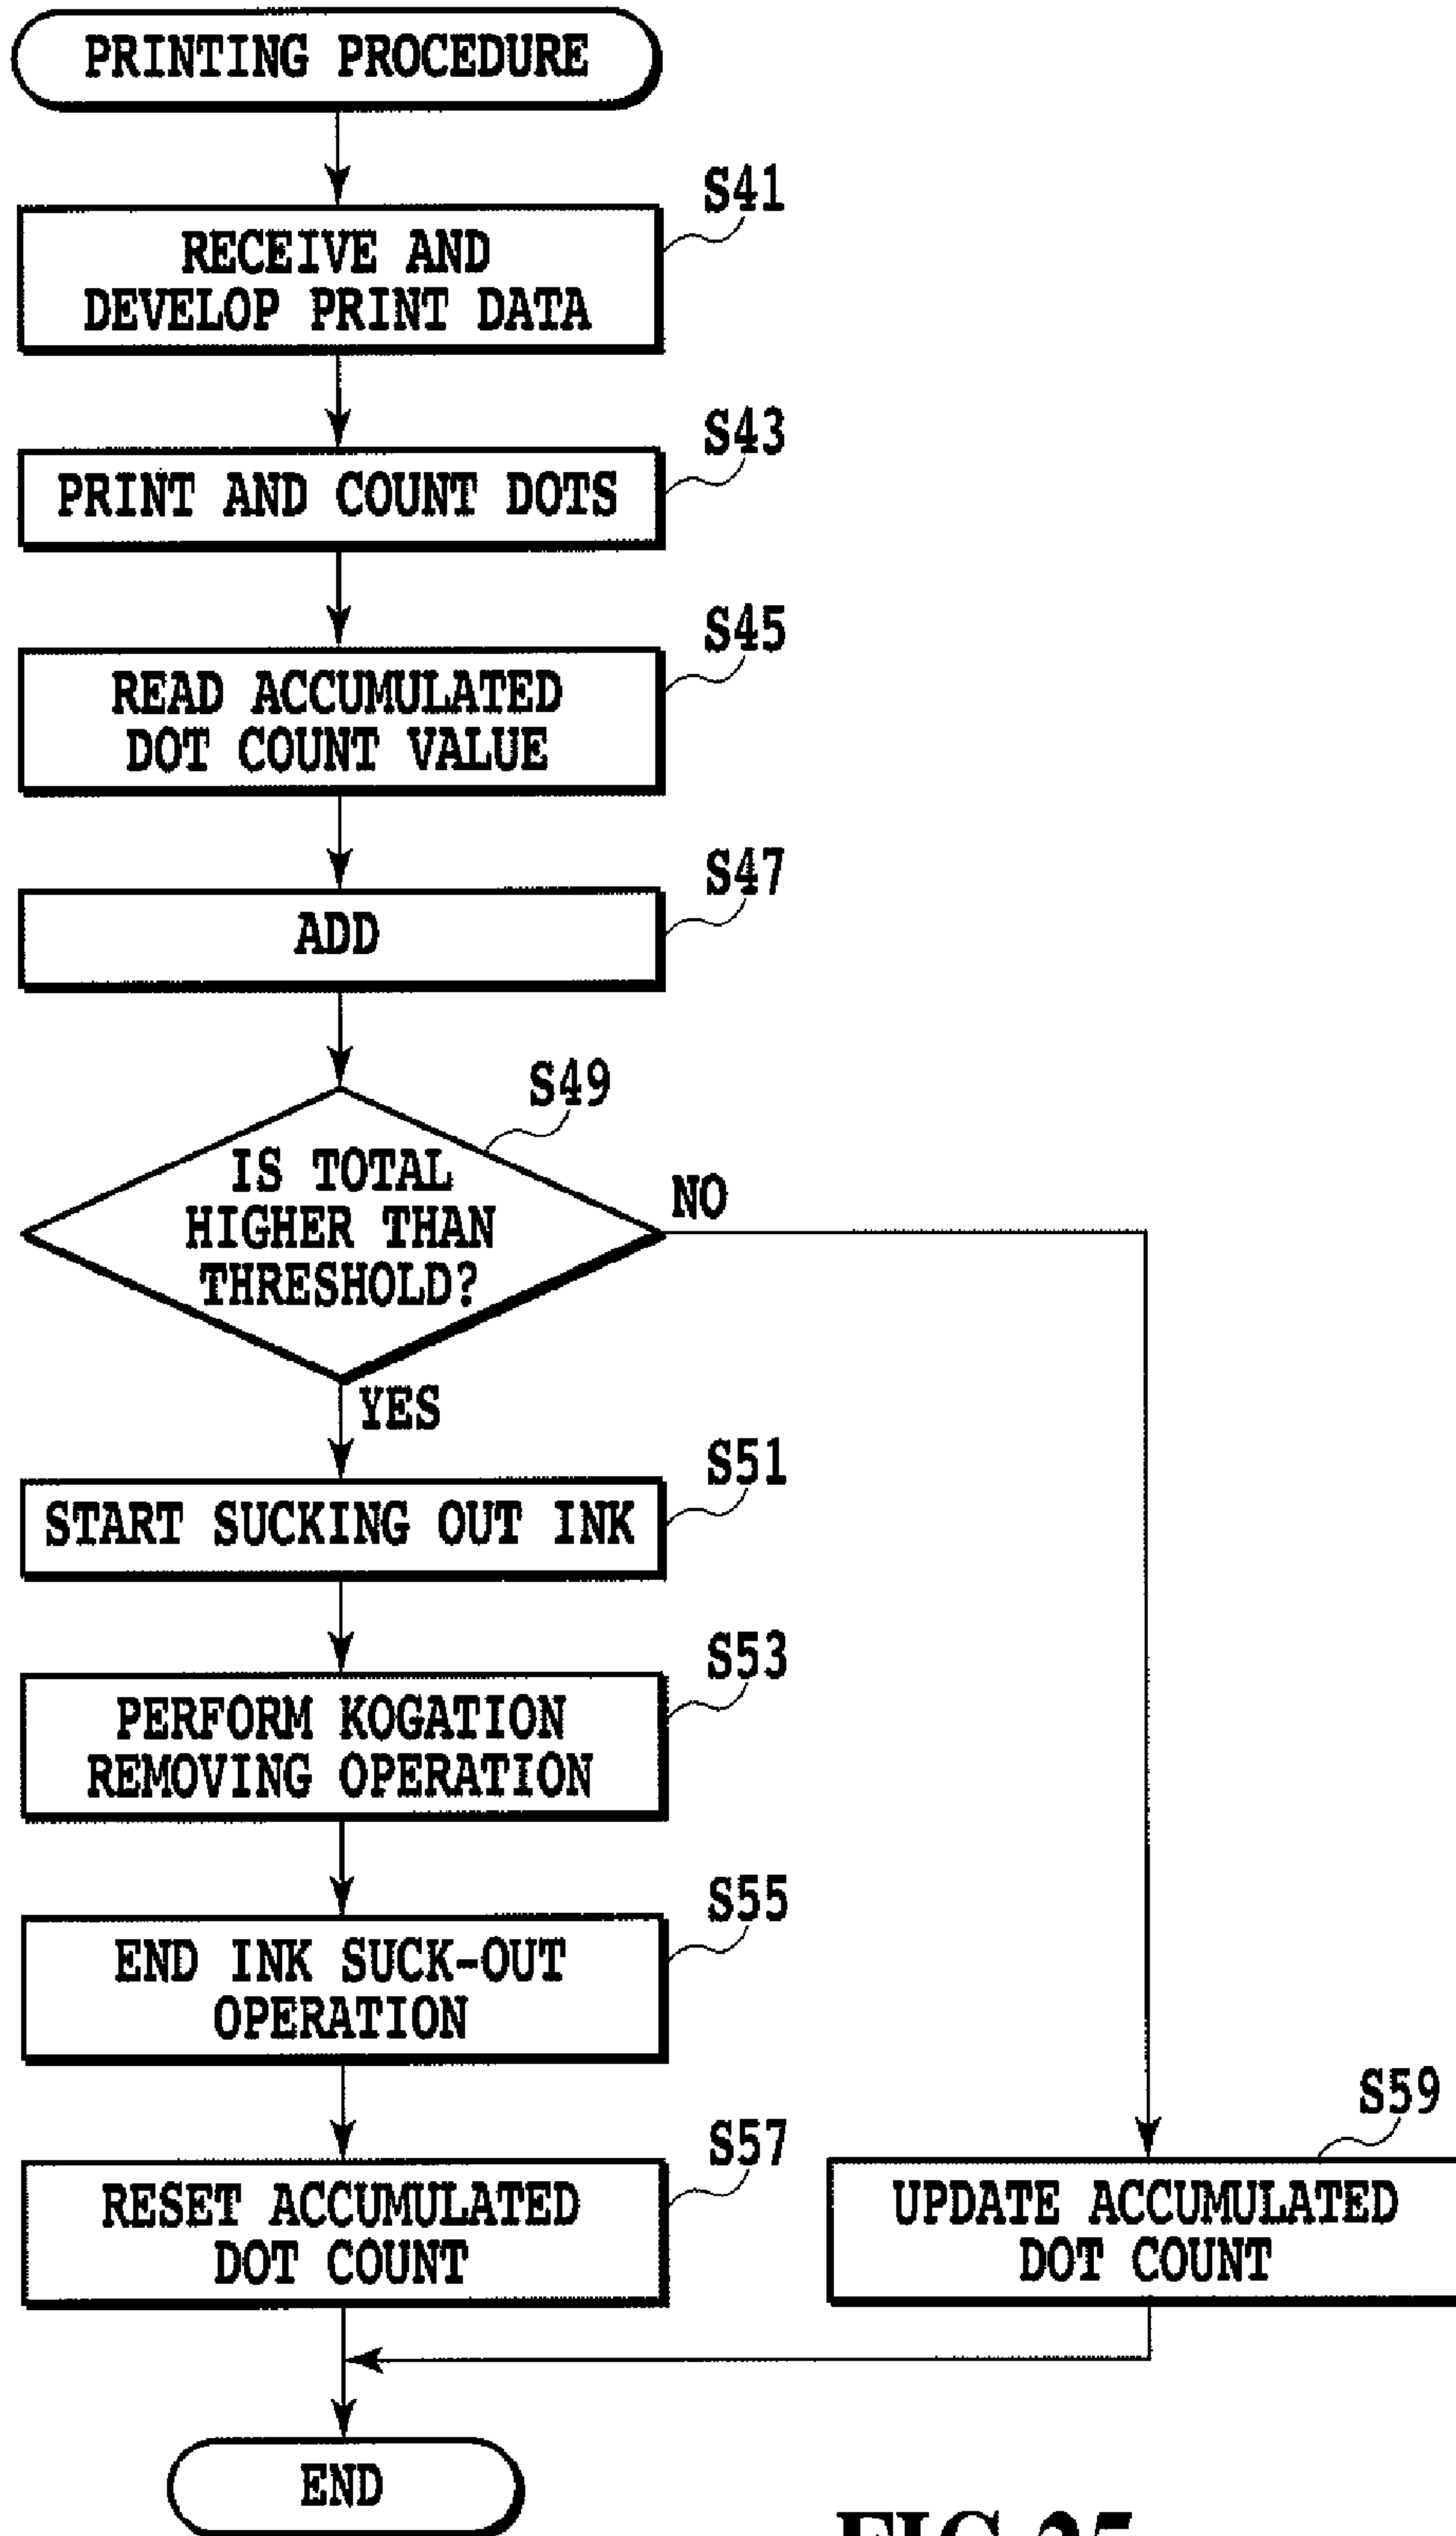 PRINTING PROCEDURE
S41
RECEIVE AND
DEVELOP PRINT DATA
S43
PRINT AND COUNT DOTS
S45
READ ACCUMULATED
DOT COUNT VALUE
S47
ADD
S49
IS TOTAL
HIGHER THAN
THRESHOLD?
NO
YES
S51
START SUCKING OUT INK
S53
PERFORM KOGATION
REMOVING OPERATION
S55
END INK SUCK-OUT
OPERATION
S57
RESET ACCUMULATED
DOT COUNT
S59
UPDATE ACCUMULATED
DOT COUNT
END